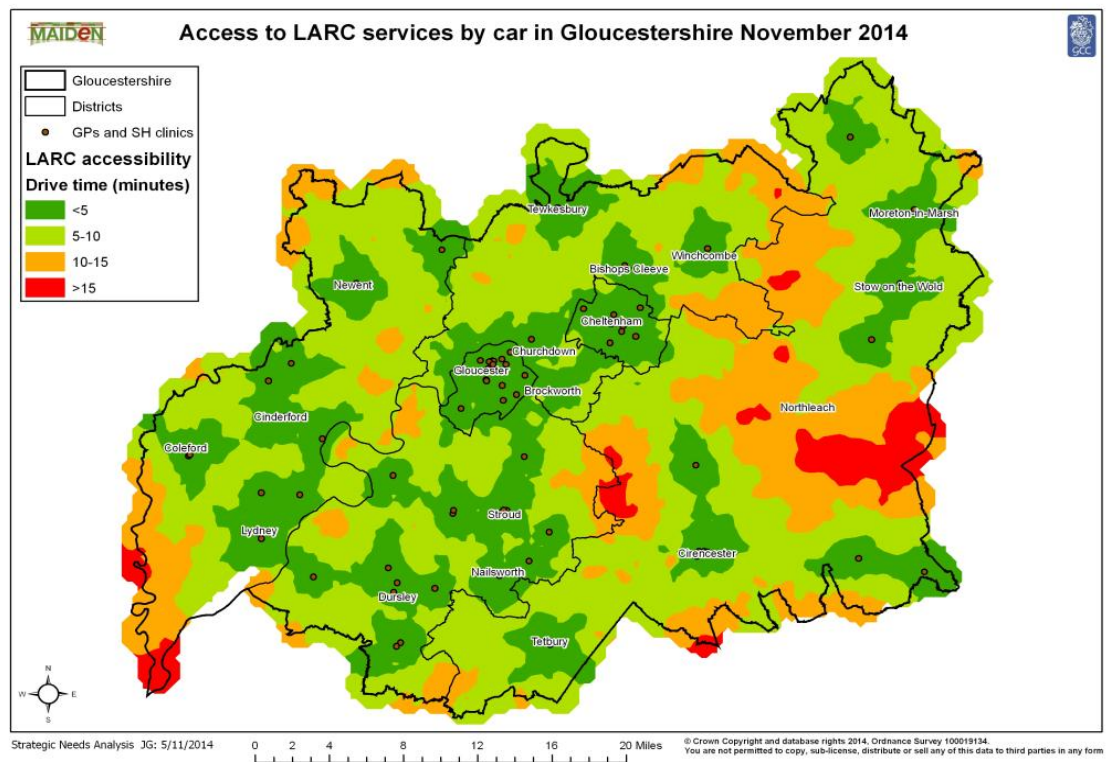 MAIDeN
Access to LARC services by car in Gloucestershire November 2014
GCC
Gloucestershire
Districts
GPs and SH clinics
LARC accessibility
Drive time (minutes)
<5
5-10
10-15
>15
Tewkesbury
Moreton-in-Marsh
Winchcombe
Bishops Cleeve
Newent
Stow on the Wold
Cheltenham
Churchdown
Gloucester
Brockworth
Northleach
Cinderford
Coleford
Stroud
Lydney
Cirencester
Nailsworth
Dursley
Tetbury
N
W E
S
Strategic Needs Analysis JG: 5/11/2014
0 2 4 8 12 16 20 Miles
© Crown Copyright and database rights 2014, Ordnance Survey 100019134.
You are not permitted to copy, sub-license, distribute or sell any of this data to third parties in any form